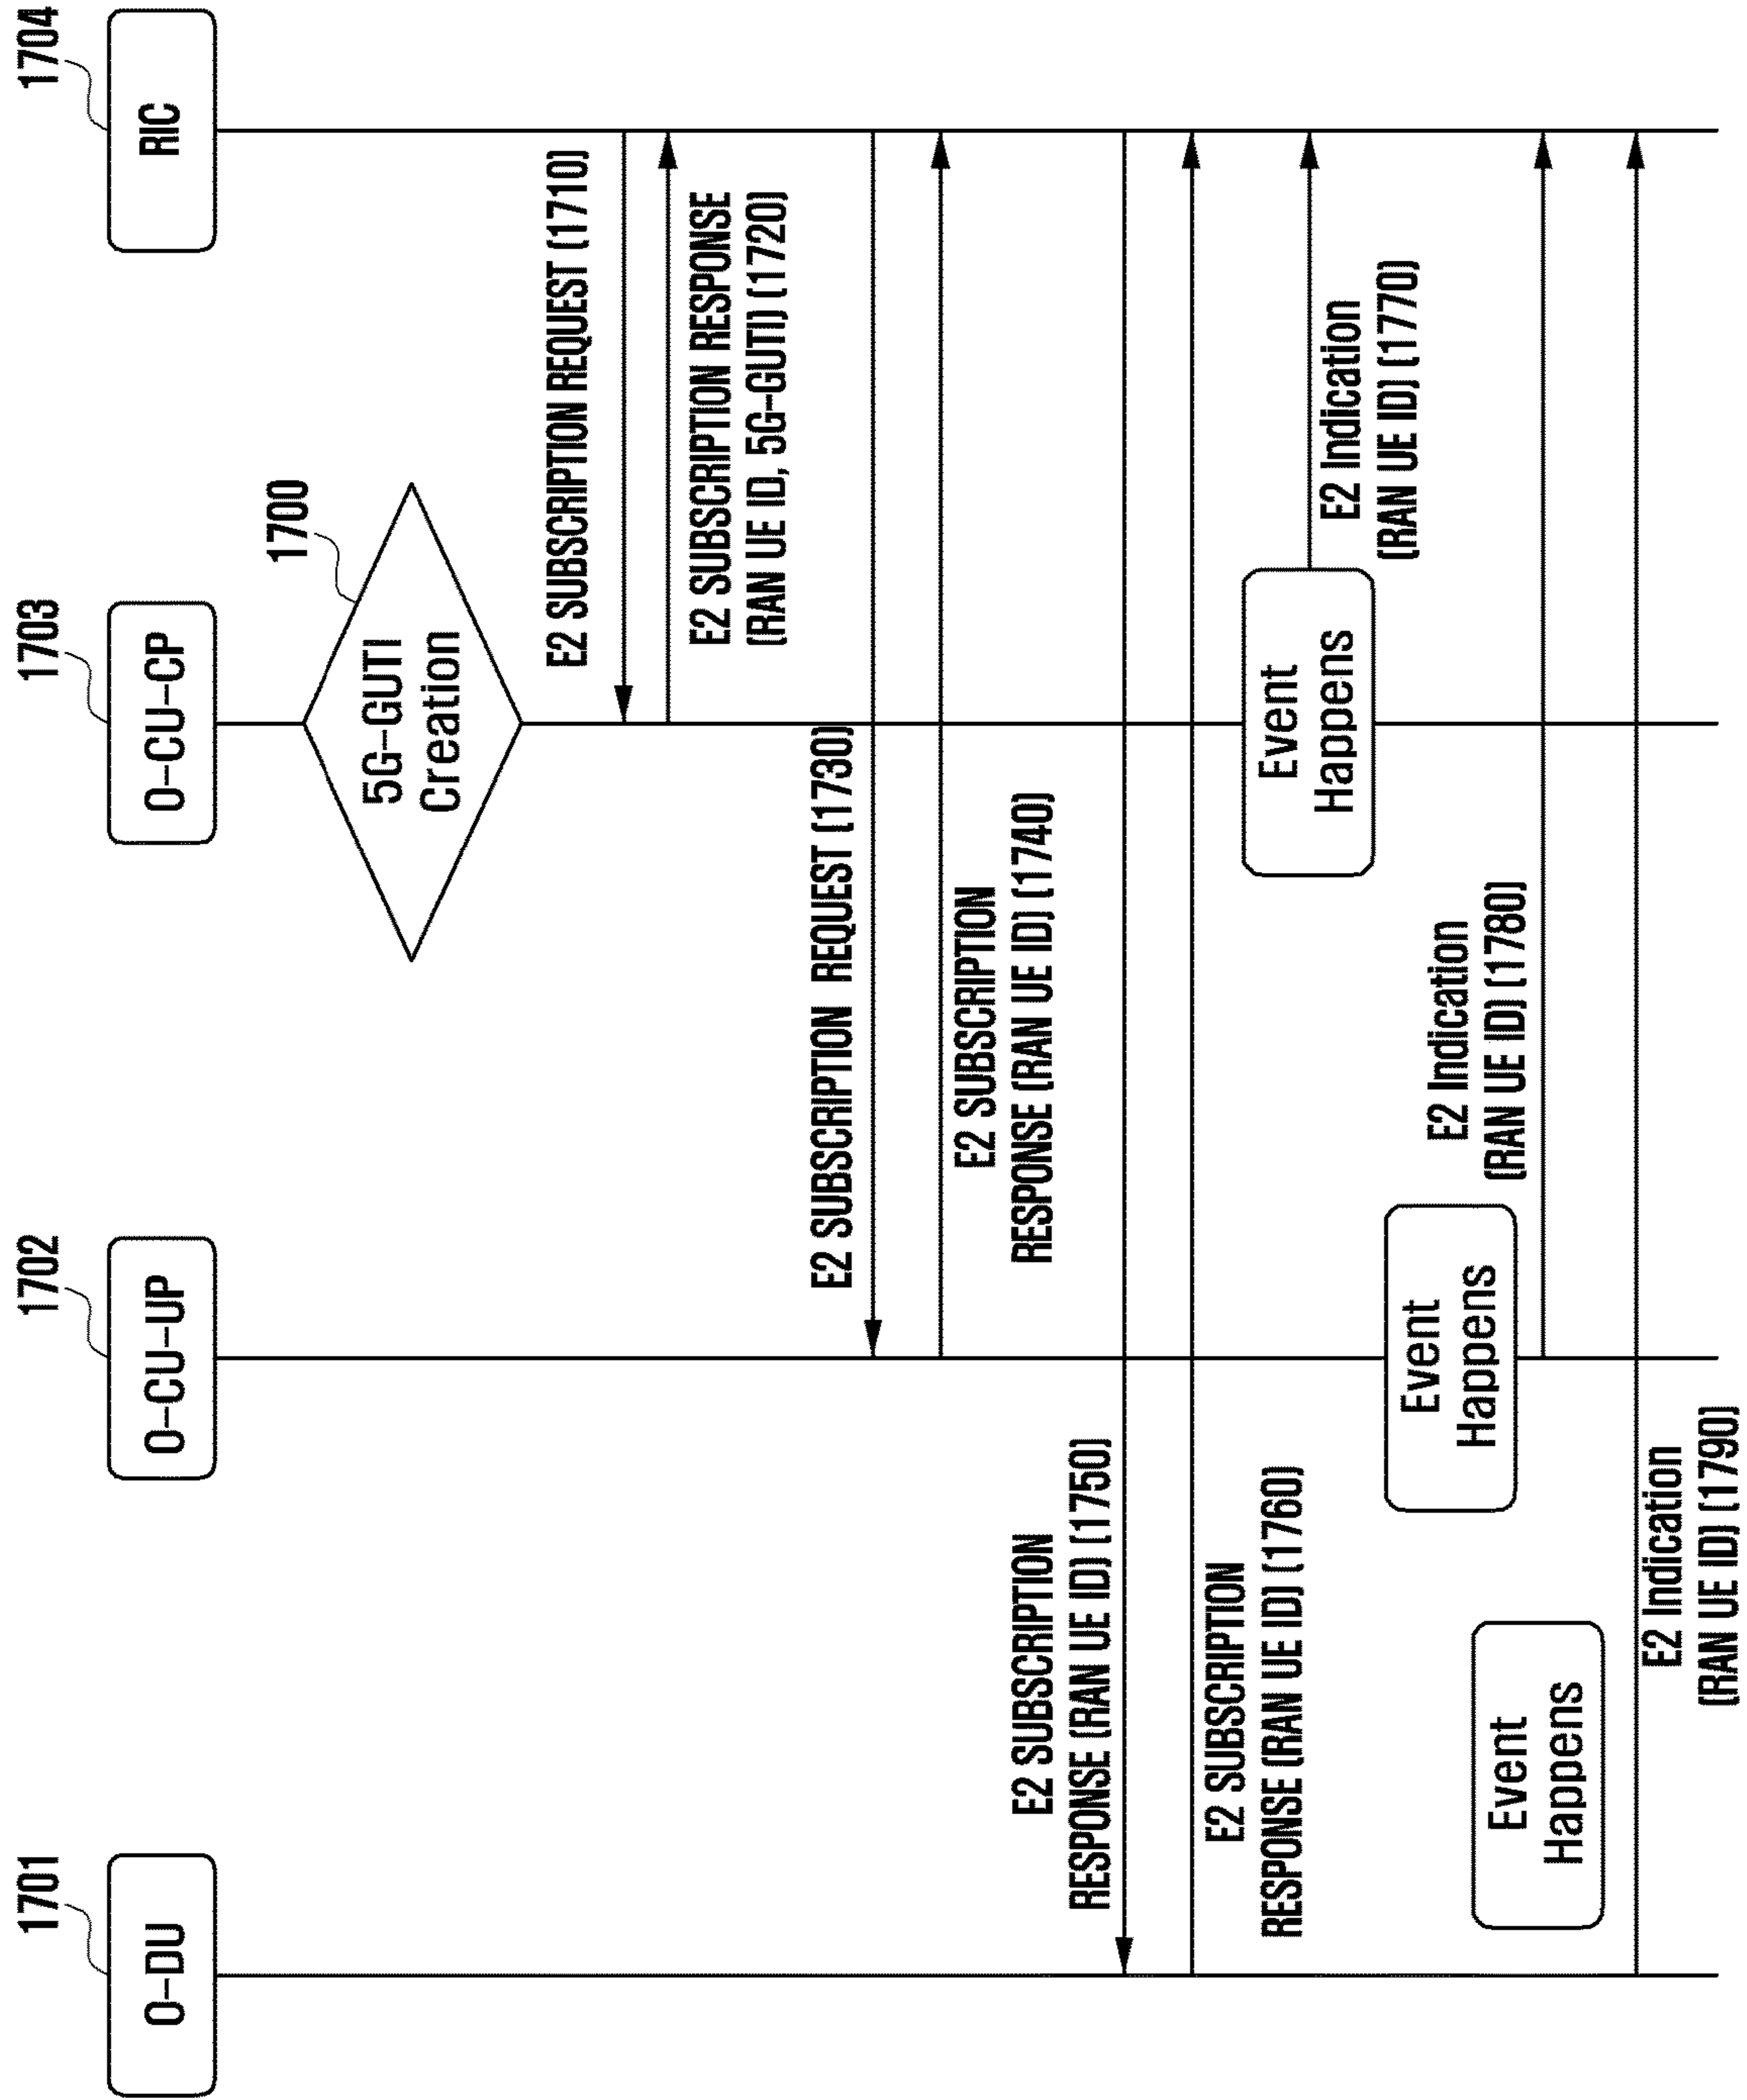 1701
1702
1703
1704
O-DU
O-CU-UP
O-CU-CP
RIC
1700
5G-GUTI
Creation
E2 SUBSCRIPTION REQUEST (1710)
E2 SUBSCRIPTION RESPONSE
(RAN UE ID, 5G-GUTI) (1720)
E2 SUBSCRIPTION REQUEST (1730)
E2 SUBSCRIPTION
RESPONSE (RAN UE ID) (1740)
E2 SUBSCRIPTION
RESPONSE (RAN UE ID) (1750)
E2 SUBSCRIPTION
RESPONSE (RAN UE ID) (1760)
Event
Happens
E2 Indication
(RAN UE ID) (1770)
Event
Happens
E2 Indication
(RAN UE ID) (1780)
Event
Happens
E2 Indication
(RAN UE ID) (1790)